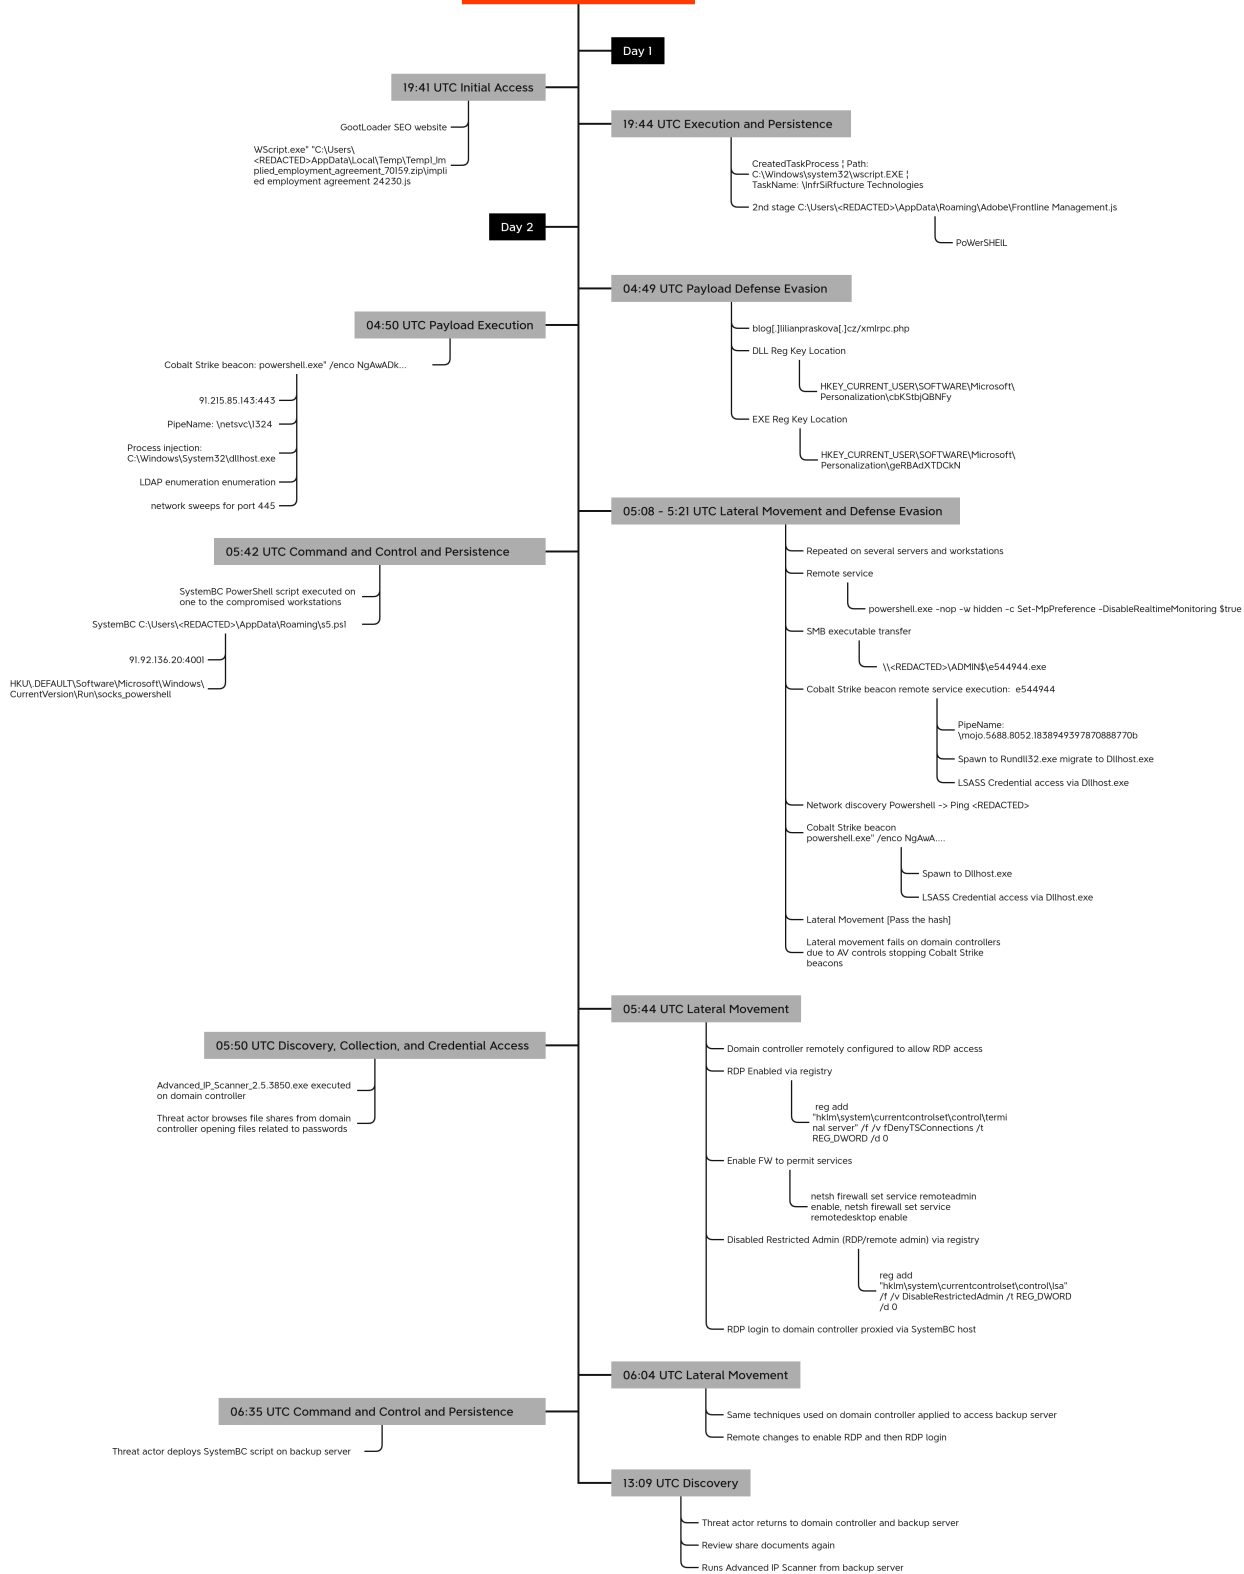 Day 1
19:41 UTC Initial Access
GootLoader SEO website
WScript.exe" "C:\Users\
<REDACTED>AppData\Local\Temp\Temp1_Im
plied_employment_agreement_70159.zip\impli
ed employment agreement 24230.js
19:44 UTC Execution and Persistence
CreatedTaskProcess ¦ Path:
C:\Windows\system32\wscript.EXE ¦
TaskName: \InfrSiRfucture Technologies
2nd stage C:\Users\<REDACTED>\AppData\Roaming\Adobe\Frontline Management.js
PoWerSHEIL
Day 2
04:49 UTC Payload Defense Evasion
blog[.]lilianpraskova[.]cz/xmlrpc.php
DLL Reg Key Location
HKEY_CURRENT_USER\SOFTWARE\Microsoft\
Personalization\cbKStbjQBNFy
EXE Reg Key Location
HKEY_CURRENT_USER\SOFTWARE\Microsoft\
Personalization\geRBAdXTDCkN
04:50 UTC Payload Execution
Cobalt Strike beacon: powershell.exe" /enco NgAwADk...
91.215.85.143:443
PipeName: \netsvc\1324
Process injection:
C:\Windows\System32\dllhost.exe
LDAP enumeration enumeration
network sweeps for port 445
05:08 - 5:21 UTC Lateral Movement and Defense Evasion
Repeated on several servers and workstations
Remote service
powershell.exe -nop -w hidden -c Set-MpPreference -DisableRealtimeMonitoring $true
SMB executable transfer
\\<REDACTED>\ADMIN$\e544944.exe
Cobalt Strike beacon remote service execution: e544944
PipeName:
\mojo.5688.8052.1838949397870888770b
Spawn to Rundll32.exe migrate to Dllhost.exe
LSASS Credential access via Dllhost.exe
Network discovery Powershell -> Ping <REDACTED>
Cobalt Strike beacon
powershell.exe" /enco NgAwA....
Spawn to Dllhost.exe
LSASS Credential access via Dllhost.exe
Lateral Movement [Pass the hash]
Lateral movement fails on domain controllers
due to AV controls stopping Cobalt Strike
beacons
05:42 UTC Command and Control and Persistence
SystemBC PowerShell script executed on
one to the compromised workstations
SystemBC C:\Users\<REDACTED>\AppData\Roaming\s5.ps1
91.92.136.20:4001
HKU\.DEFAULT\Software\Microsoft\Windows\
CurrentVersion\Run\socks_powershell
05:44 UTC Lateral Movement
Domain controller remotely configured to allow RDP access
RDP Enabled via registry
reg add
"hklm\system\currentcontrolset\control\termi
nal server" /f /v fDenyTSConnections /t
REG_DWORD /d 0
Enable FW to permit services
netsh firewall set service remoteadmin
enable, netsh firewall set service
remotedesktop enable
Disabled Restricted Admin (RDP/remote admin) via registry
reg add
"hklm\system\currentcontrolset\control\lsa"
/f /v DisableRestrictedAdmin /t REG_DWORD
/d 0
RDP login to domain controller proxied via SystemBC host
05:50 UTC Discovery, Collection, and Credential Access
Advanced_IP_Scanner_2.5.3850.exe executed
on domain controller
Threat actor browses file shares from domain
controller opening files related to passwords
06:04 UTC Lateral Movement
Same techniques used on domain controller applied to access backup server
Remote changes to enable RDP and then RDP login
06:35 UTC Command and Control and Persistence
Threat actor deploys SystemBC script on backup server
13:09 UTC Discovery
Threat actor returns to domain controller and backup server
Review share documents again
Runs Advanced IP Scanner from backup server